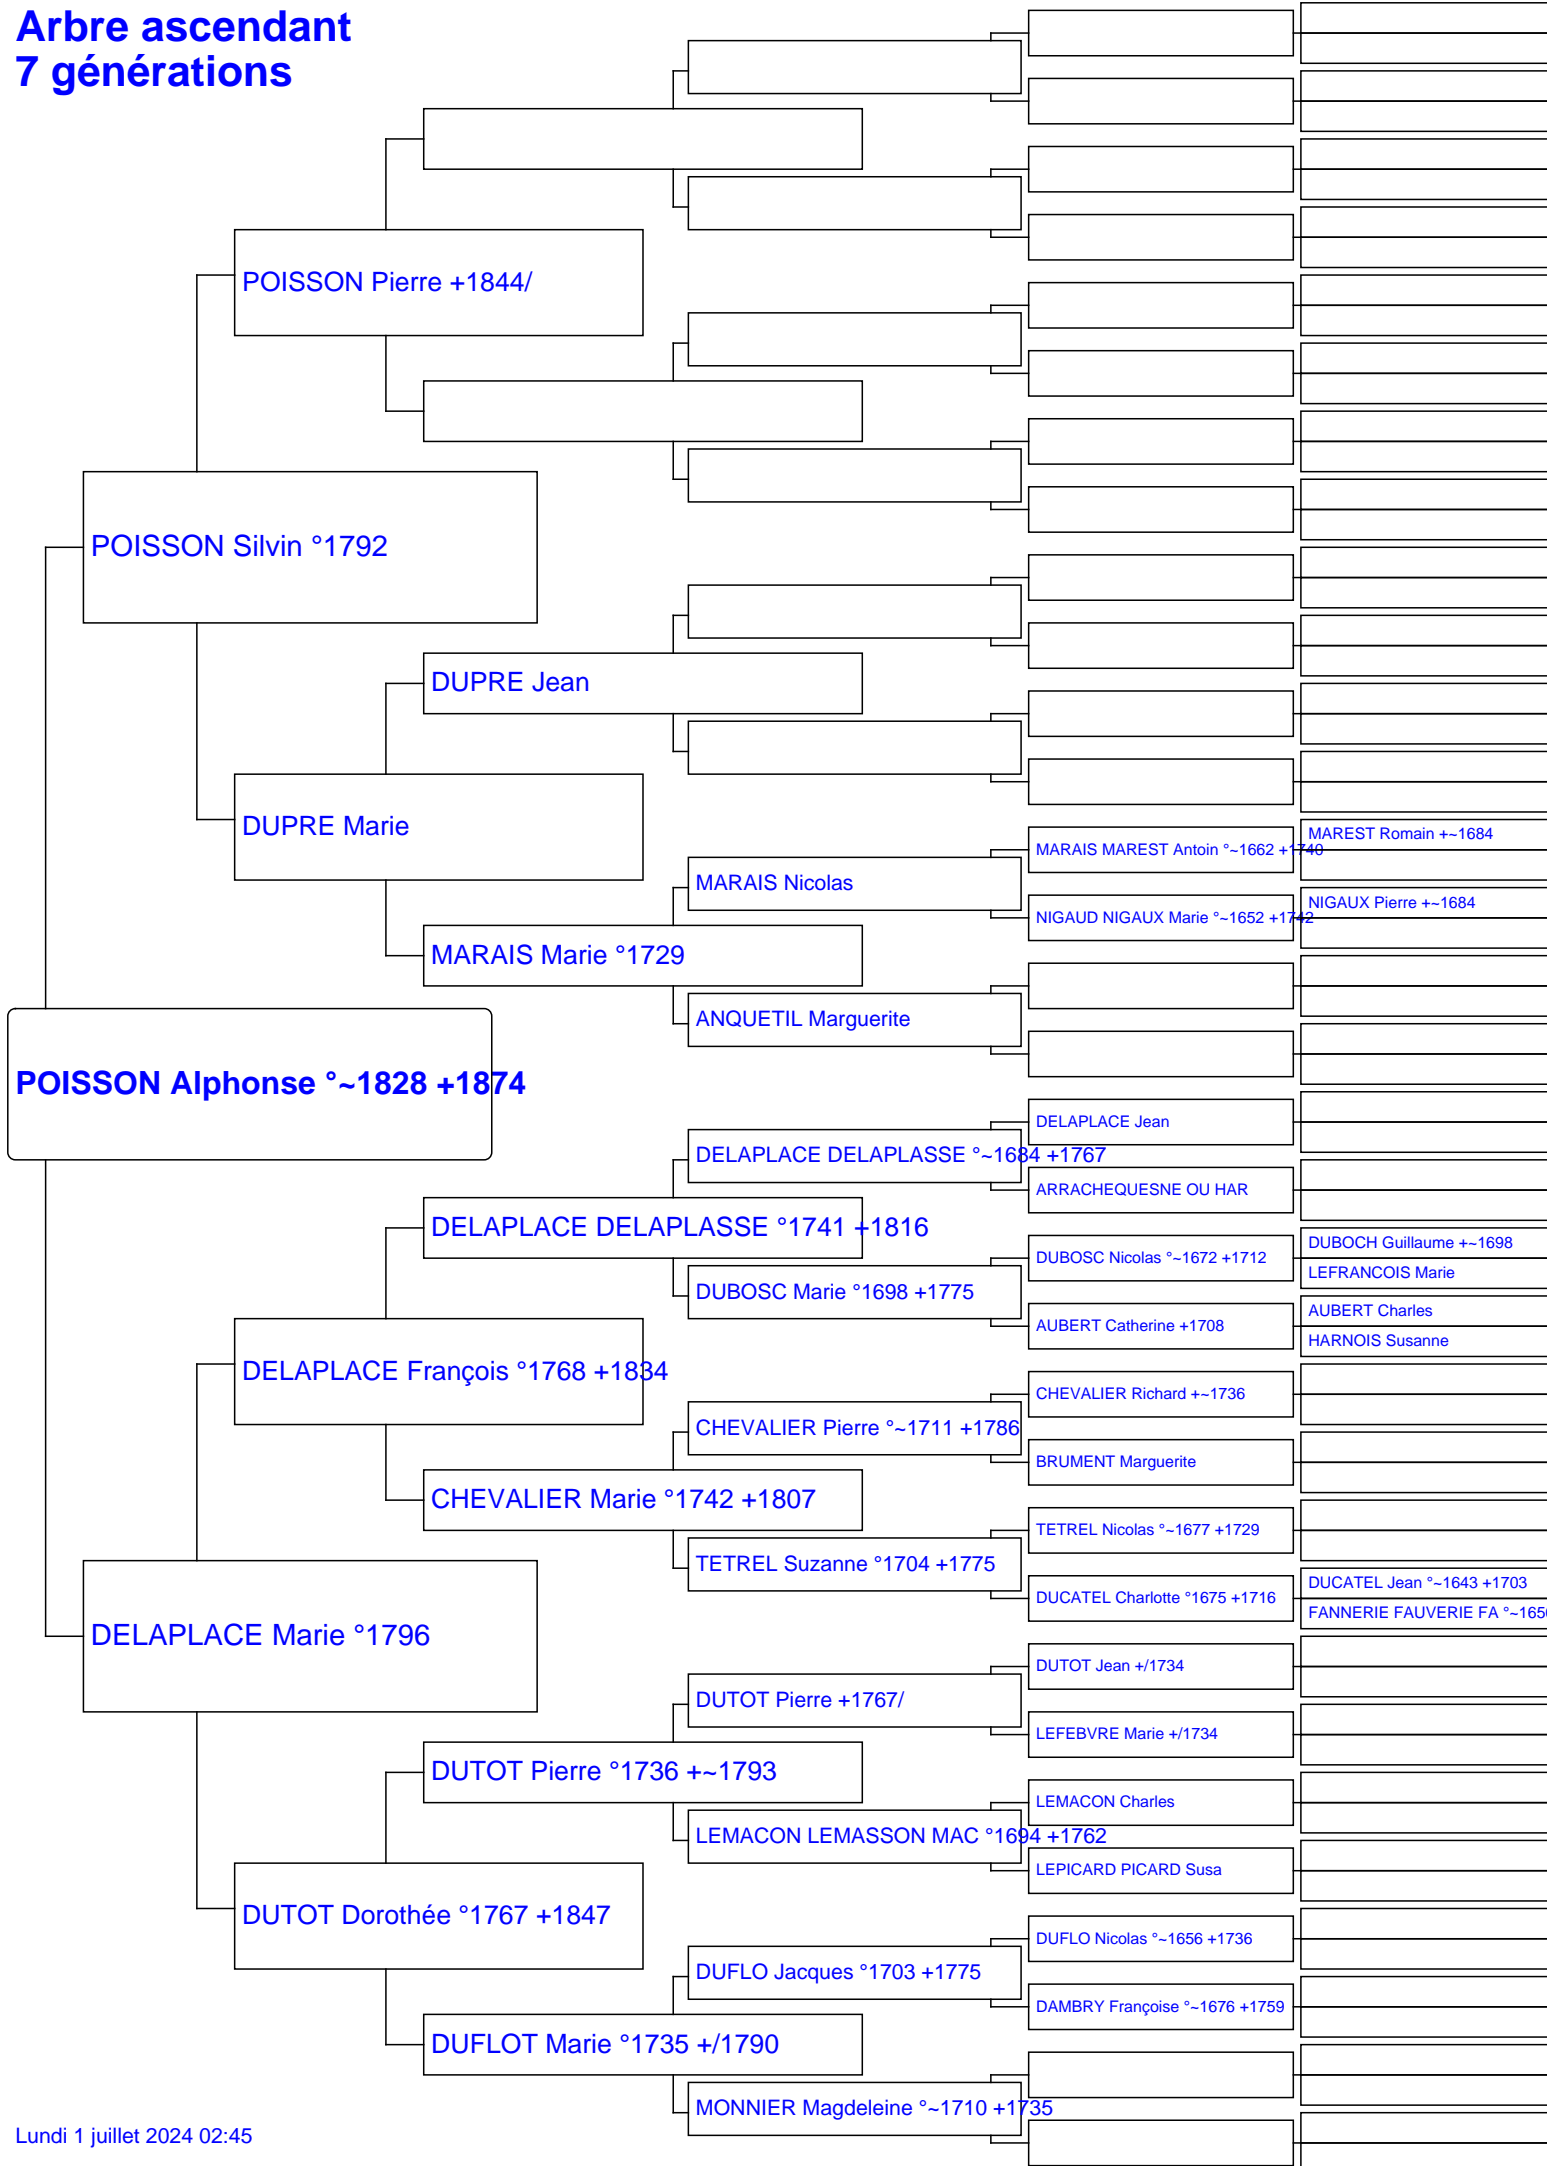 Arbre ascendant
7 générations
POISSON Pierre +1844/
POISSON Silvin °1792
DUPRE Jean
DUPRE Marie
MAREST Romain +~1684
MARAIS MAREST Antoin °~1662 +1740
MARAIS Nicolas
NIGAUX Pierre +~1684
NIGAUD NIGAUX Marie °~1652 +1742
MARAIS Marie °1729
ANQUETIL Marguerite
POISSON Alphonse °~1828 +1874
DELAPLACE Jean
DELAPLACE DELAPLASSE °~1684 +1767
ARRACHEQUESNE OU HAR
DELAPLACE DELAPLASSE °1741 +1816
DUBOCH Guillaume +~1698
DUBOSC Nicolas °~1672 +1712
LEFRANCOIS Marie
DUBOSC Marie °1698 +1775
AUBERT Charles
AUBERT Catherine +1708
HARNOIS Susanne
DELAPLACE François °1768 +1834
CHEVALIER Richard +~1736
CHEVALIER Pierre °~1711 +1786
BRUMENT Marguerite
CHEVALIER Marie °1742 +1807
TETREL Nicolas °~1677 +1729
TETREL Suzanne °1704 +1775
DUCATEL Jean °~1643 +1703
DUCATEL Charlotte °1675 +1716
FANNERIE FAUVERIE FA °~1650
DELAPLACE Marie °1796
DUTOT Jean +/1734
DUTOT Pierre +1767/
LEFEBVRE Marie +/1734
DUTOT Pierre °1736 +~1793
LEMACON Charles
LEMACON LEMASSON MAC °1694 +1762
LEPICARD PICARD Susa
DUTOT Dorothée °1767 +1847
DUFLO Nicolas °~1656 +1736
DUFLO Jacques °1703 +1775
DAMBRY Françoise °~1676 +1759
DUFLOT Marie °1735 +/1790
MONNIER Magdeleine °~1710 +1735
Lundi 1 juillet 2024 02:45